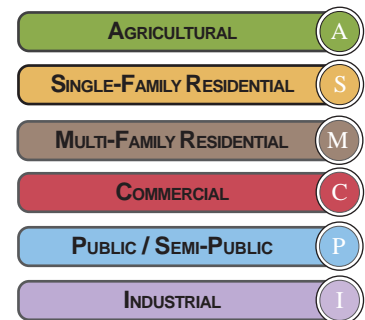 AGRICULTURAL A
SINGLE-FAMILY RESIDENTIAL S
MULTI-FAMILY RESIDENTIAL M
COMMERCIAL C
PUBLIC / SEMI-PUBLIC P
INDUSTRIAL I